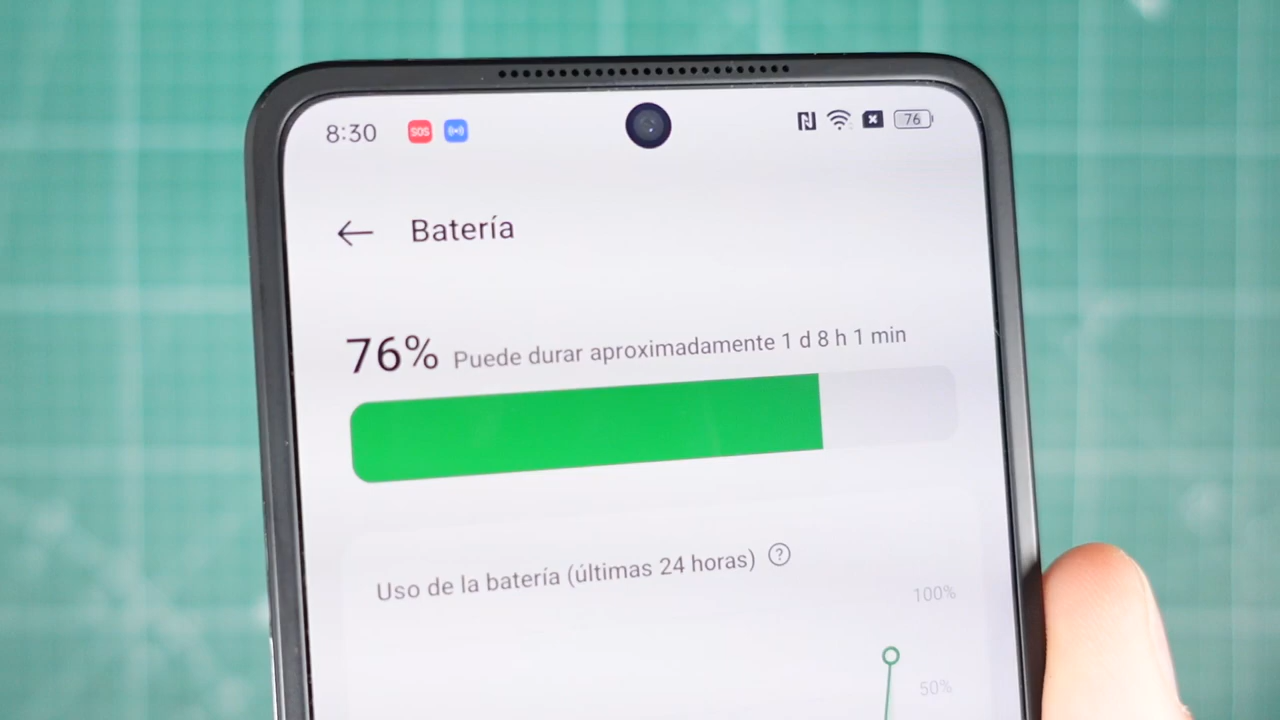 8:30 SOS 76
Batería
76% Puede durar aproximadamente 1 d 8 h 1 min
Uso de la batería (últimas 24 horas) ?
100%
50%